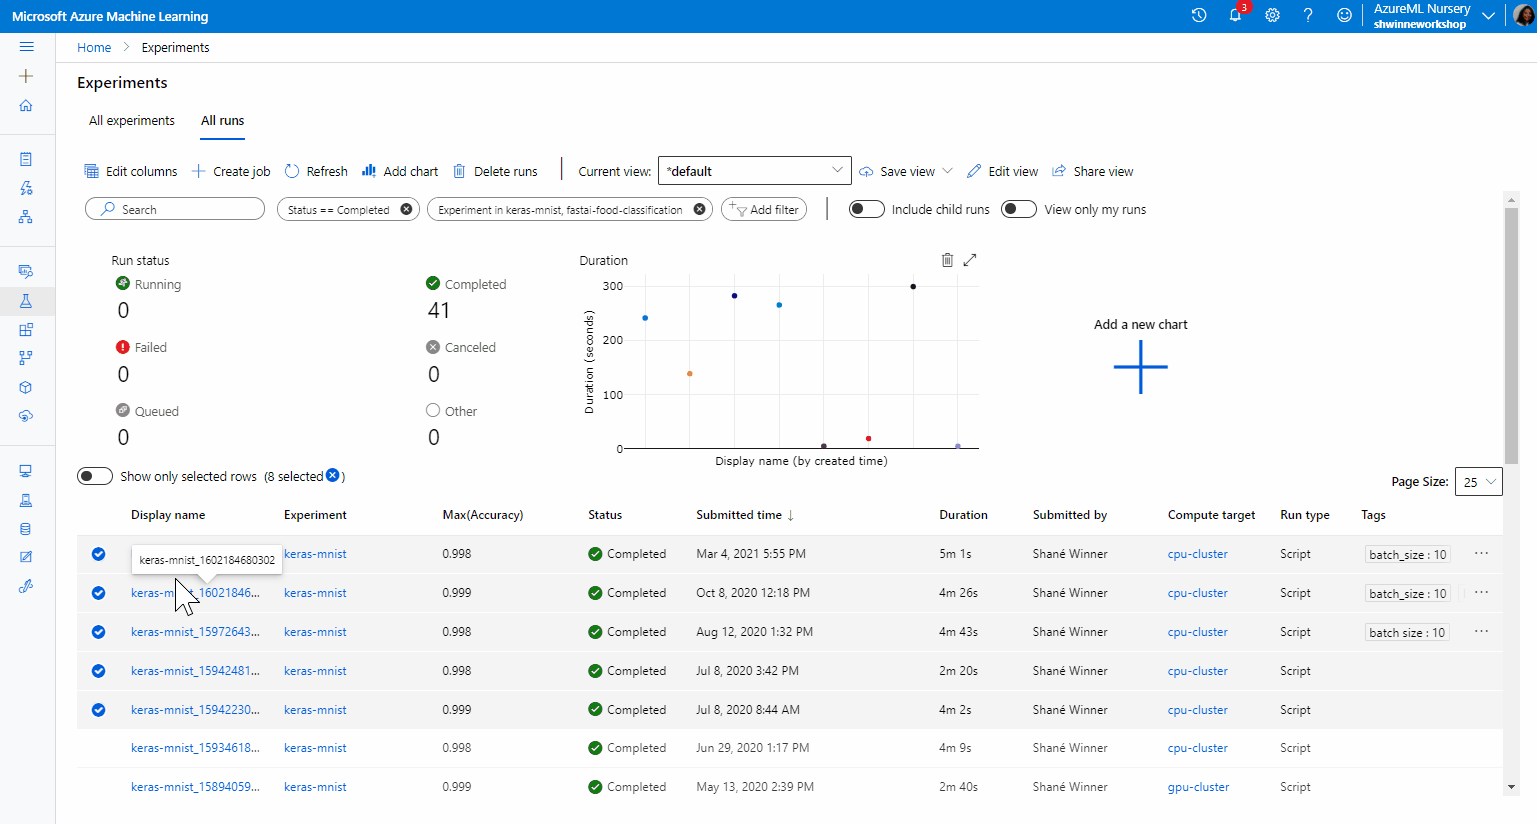 Microsoft Azure Machine Learning
3
AzureML Nursery
shwinneworkshop
Home > Experiments
Experiments
All experiments All runs
Edit columns Create job Refresh Add chart Delete runs Current view: *default Save view Edit view Share view
Search Status == Completed Experiment in keras-mnist, fastai-food-classification Add filter Include child runs View only my runs
Run status
Running
0
Completed
41
Failed
0
Canceled
0
Queued
0
Other
0
Duration
300
200
100
0
Duration (seconds)
Display name (by created time)
Add a new chart
Show only selected rows (8 selected )
Page Size: 25
Display name Experiment Max(Accuracy) Status Submitted time ↓ Duration Submitted by Compute target Run type Tags
keras-mnist_1602184680302
keras-mnist 0.998 Completed Mar 4, 2021 5:55 PM 5m 1s Shané Winner cpu-cluster Script batch_size : 10 ...
keras-mnist_16021846... keras-mnist 0.999 Completed Oct 8, 2020 12:18 PM 4m 26s Shané Winner cpu-cluster Script batch_size : 10 ...
keras-mnist_15972643... keras-mnist 0.998 Completed Aug 12, 2020 1:32 PM 4m 43s Shané Winner cpu-cluster Script batch size : 10 ...
keras-mnist_15942481... keras-mnist 0.998 Completed Jul 8, 2020 3:42 PM 2m 20s Shané Winner cpu-cluster Script
keras-mnist_15942230... keras-mnist 0.999 Completed Jul 8, 2020 8:44 AM 4m 2s Shané Winner cpu-cluster Script
keras-mnist_15934618... keras-mnist 0.998 Completed Jun 29, 2020 1:17 PM 4m 9s Shané Winner cpu-cluster Script
keras-mnist_15894059... keras-mnist 0.999 Completed May 13, 2020 2:39 PM 2m 40s Shané Winner gpu-cluster Script